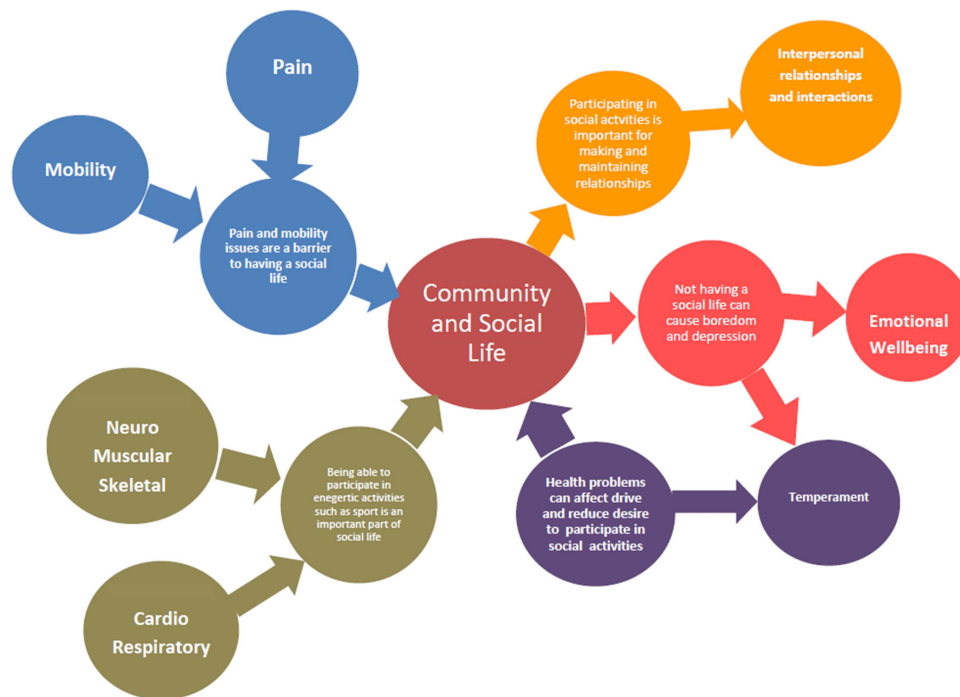 Pain
Mobility
Pain and mobility
issues are a barrier
to having a social
life
Interpersonal
relationships
and interactions
Participating in
social actvities is
important for
making and
maintaining
relationships
Community
and Social
Life
Not having a
social life can
cause boredom
and depression
Emotional
Wellbeing
Neuro
Muscular
Skeletal
Being able to
participate in
enegertic activities
such as sport is an
important part of
social life
Health problems
can affect drive
and reduce desire
to participate in
social activities
Temperament
Cardio
Respiratory